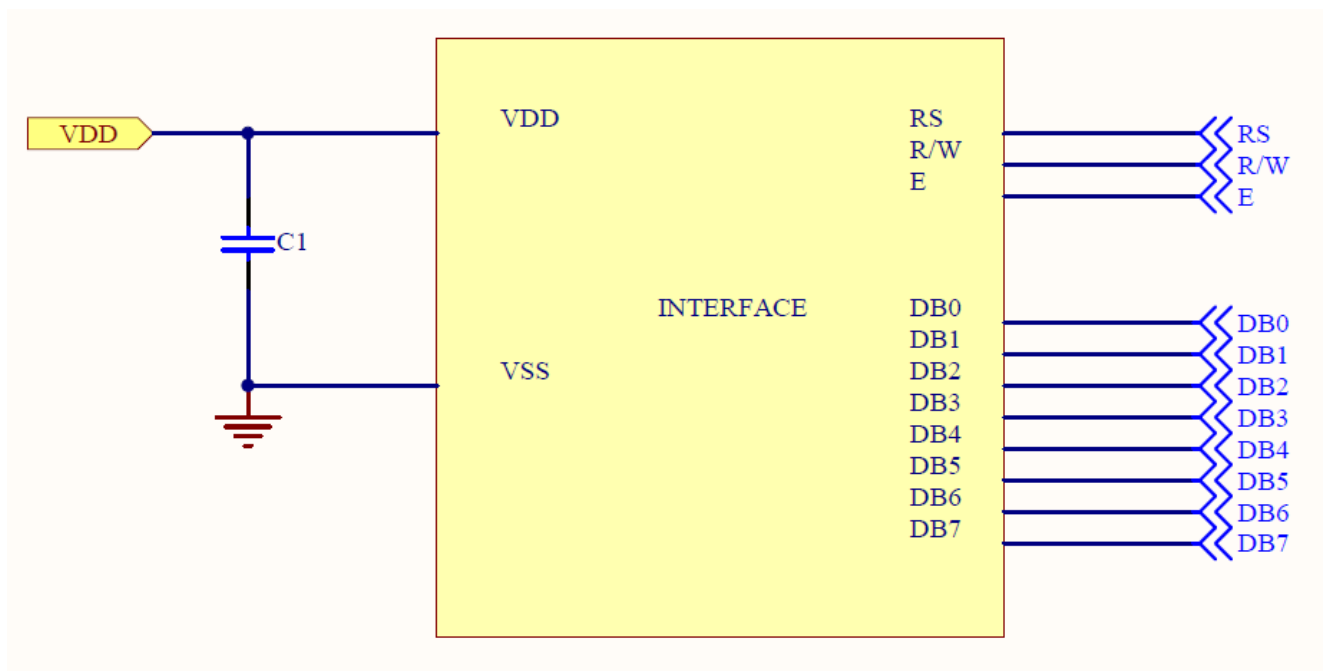 VDD
C1
VDD
VSS
INTERFACE
RS
R/W
E
DB0
DB1
DB2
DB3
DB4
DB5
DB6
DB7
RS
R/W
E
DB0
DB1
DB2
DB3
DB4
DB5
DB6
DB7